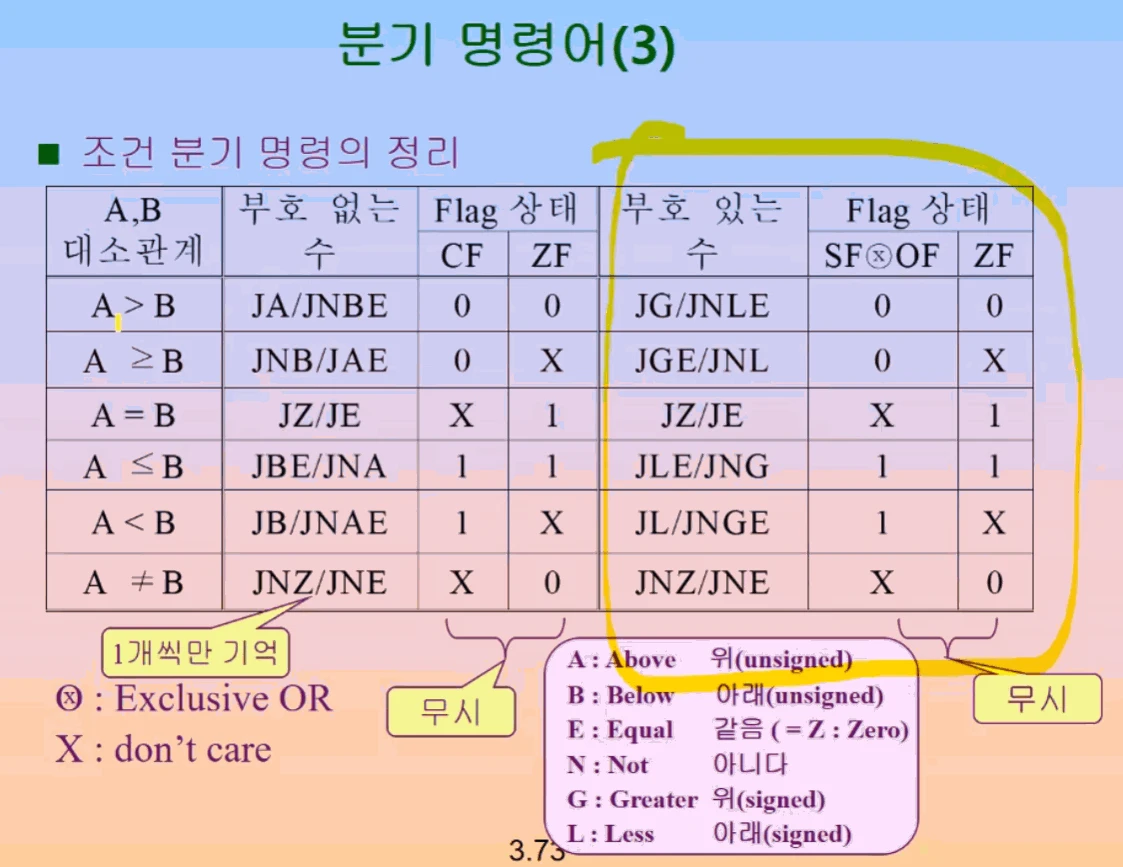 분기 명령어(3)
■ 조건 분기 명령의 정리
A,B 대소관계 부호 없는 수 Flag 상태 부호 있는 수 Flag 상태
CF ZF SFⓧOF ZF
A > B JA/JNBE 0 0 JG/JNLE 0 0
A ≥ B JNB/JAE 0 X JGE/JNL 0 X
A = B JZ/JE X 1 JZ/JE X 1
A ≤ B JBE/JNA 1 1 JLE/JNG 1 1
A < B JB/JNAE 1 X JL/JNGE 1 X
A ≠ B JNZ/JNE X 0 JNZ/JNE X 0
1개씩만 기억
무시
무시
ⓧ : Exclusive OR
X : don't care
A : Above 위(unsigned)
B : Below 아래(unsigned)
E : Equal 같음 ( = Z : Zero)
N : Not 아니다
G : Greater 위(signed)
L : Less 아래(signed)
3.73